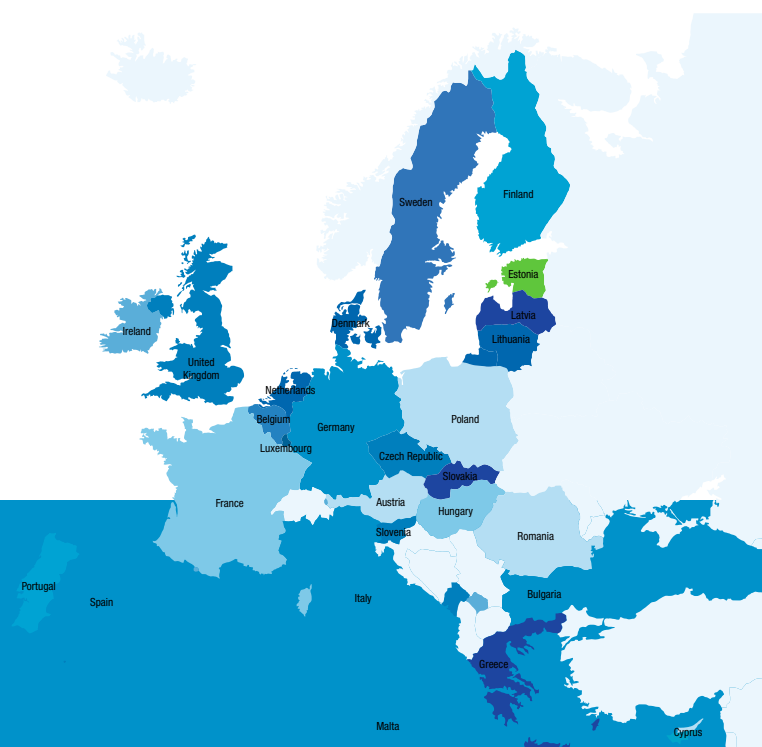 Finland
Sweden
Estonia
Latvia
Denmark
Ireland
Lithuania
United
Kingdom
Netherlands
Belgium
Poland
Germany
Luxembourg
Czech Republic
Slovakia
France
Austria
Hungary
Slovenia
Romania
Portugal
Spain
Italy
Bulgaria
Greece
Malta
Cyprus